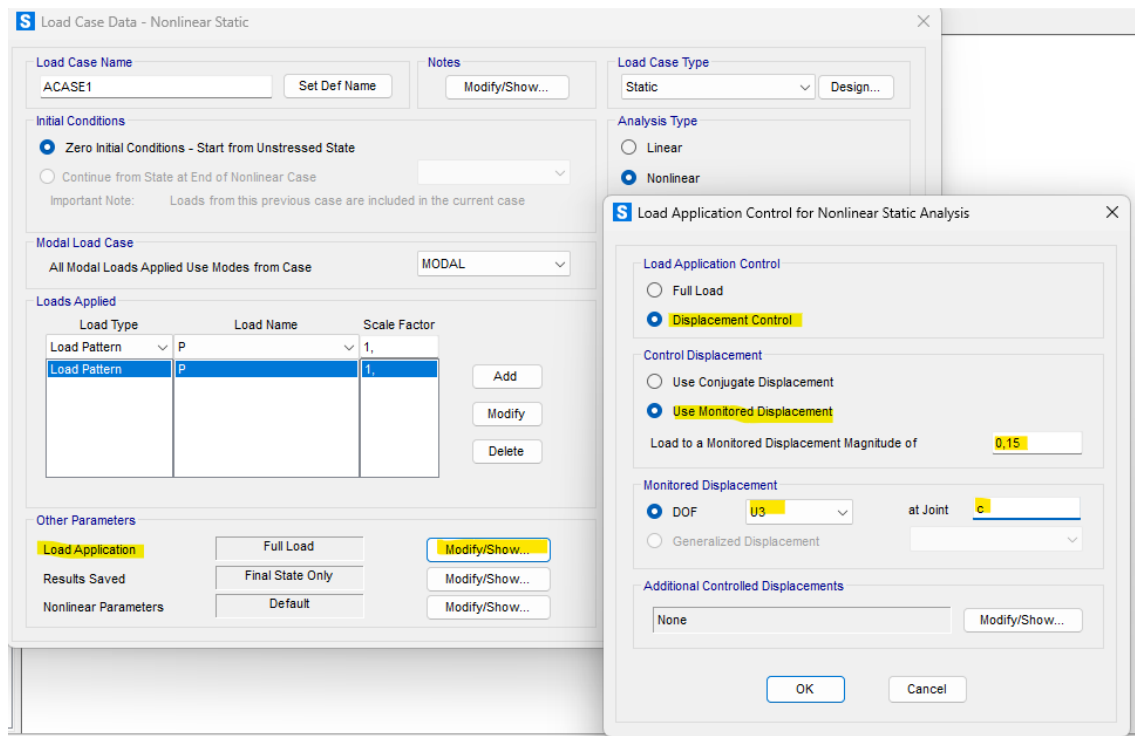 S Load Case Data - Nonlinear Static
Load Case Name
ACASE1
Set Def Name
Notes
Modify/Show...
Load Case Type
Static
Design...
Initial Conditions
Zero Initial Conditions - Start from Unstressed State
Continue from State at End of Nonlinear Case
Important Note: Loads from this previous case are included in the current case
Analysis Type
Linear
Nonlinear
Modal Load Case
All Modal Loads Applied Use Modes from Case
MODAL
Loads Applied
Load Type Load Name Scale Factor
Load Pattern P 1,
Load Pattern P 1,
Add
Modify
Delete
Other Parameters
Load Application Full Load Modify/Show...
Results Saved Final State Only Modify/Show...
Nonlinear Parameters Default Modify/Show...
S Load Application Control for Nonlinear Static Analysis
Load Application Control
Full Load
Displacement Control
Control Displacement
Use Conjugate Displacement
Use Monitored Displacement
Load to a Monitored Displacement Magnitude of 0,15
Monitored Displacement
DOF U3 at Joint c
Generalized Displacement
Additional Controlled Displacements
None Modify/Show...
OK Cancel